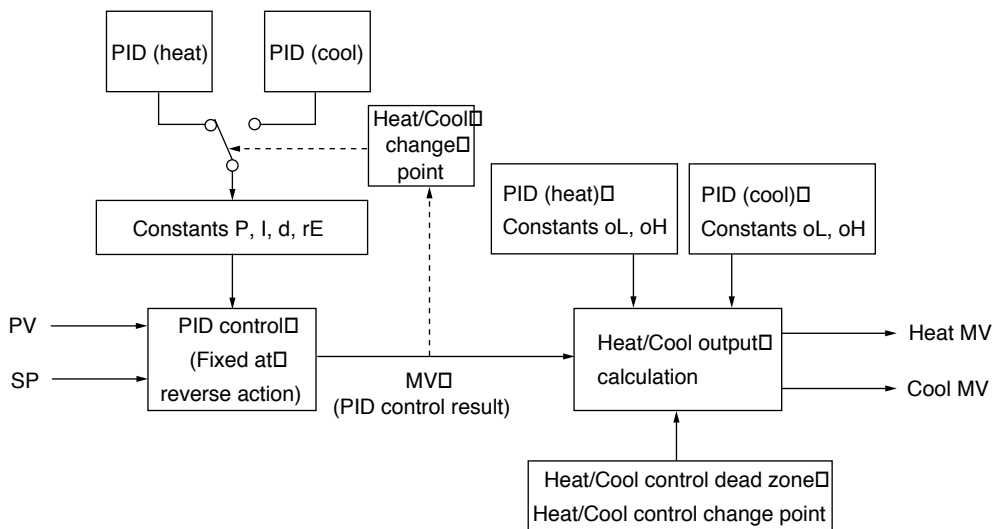 PID (heat)
PID (cool)
Heat/Cool□
change□
point
PID (heat)□
Constants oL, oH
PID (cool)□
Constants oL, oH
Constants P, I, d, rE
PV
SP
PID control□
(Fixed at□
reverse action)
MV□
(PID control result)
Heat/Cool output□
calculation
Heat MV
Cool MV
Heat/Cool control dead zone□
Heat/Cool control change point